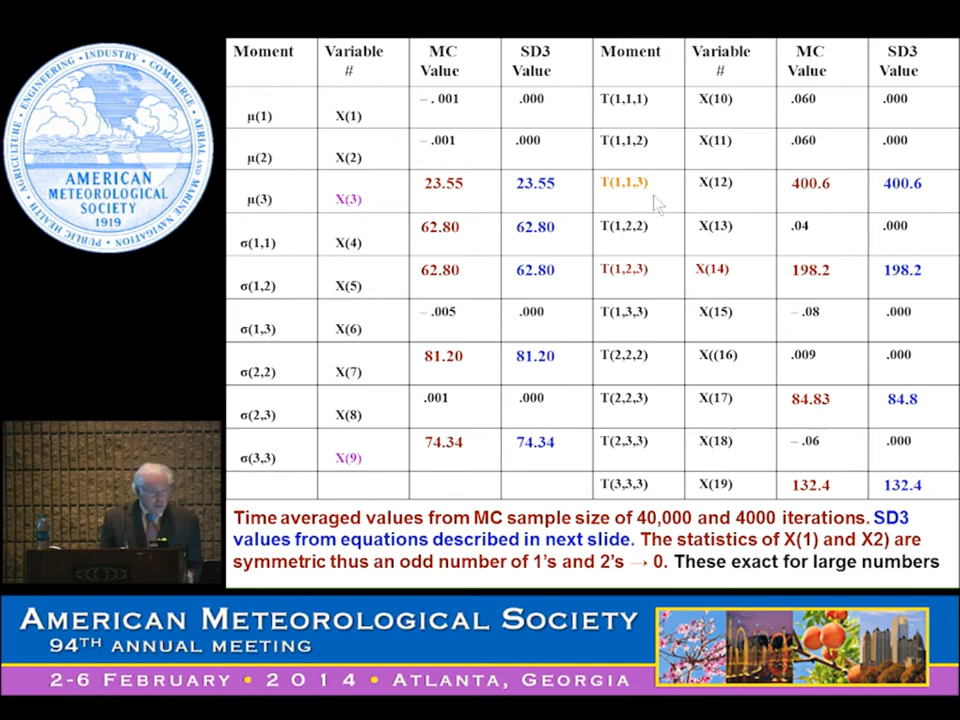 ENGINEERING · INDUSTRY · COMMERCE · AERIAL AND MARINE NAVIGATION · PUBLIC HEALTH · AGRICULTURE
AMERICAN
METEOROLOGICAL
SOCIETY
1919
Moment Variable # MC Value SD3 Value Moment Variable # MC Value SD3 Value
μ(1) X(1) – . 001 .000 T(1,1,1) X(10) .060 .000
μ(2) X(2) – .001 .000 T(1,1,2) X(11) .060 .000
μ(3) X(3) 23.55 23.55 T(1,1,3) X(12) 400.6 400.6
σ(1,1) X(4) 62.80 62.80 T(1,2,2) X(13) .04 .000
σ(1,2) X(5) 62.80 62.80 T(1,2,3) X(14) 198.2 198.2
σ(1,3) X(6) – .005 .000 T(1,3,3) X(15) – .08 .000
σ(2,2) X(7) 81.20 81.20 T(2,2,2) X((16) .009 .000
σ(2,3) X(8) .001 .000 T(2,2,3) X(17) 84.83 84.8
σ(3,3) X(9) 74.34 74.34 T(2,3,3) X(18) – .06 .000
T(3,3,3) X(19) 132.4 132.4
Time averaged values from MC sample size of 40,000 and 4000 iterations. SD3
values from equations described in next slide. The statistics of X(1) and X2) are
symmetric thus an odd number of 1's and 2's → 0. These exact for large numbers
AMERICAN METEOROLOGICAL SOCIETY
94TH ANNUAL MEETING
2-6 FEBRUARY • 2014 • ATLANTA, GEORGIA